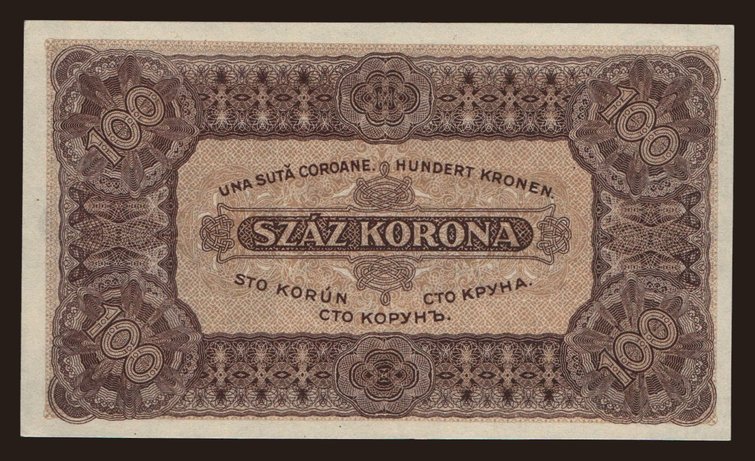 100 100
UNA SUTĂ COROANE. HUNDERT KRONEN.
SZÁZ KORONA
STO KORÚN СТО КРУНА.
СТО КОРУНЪ.
100 100